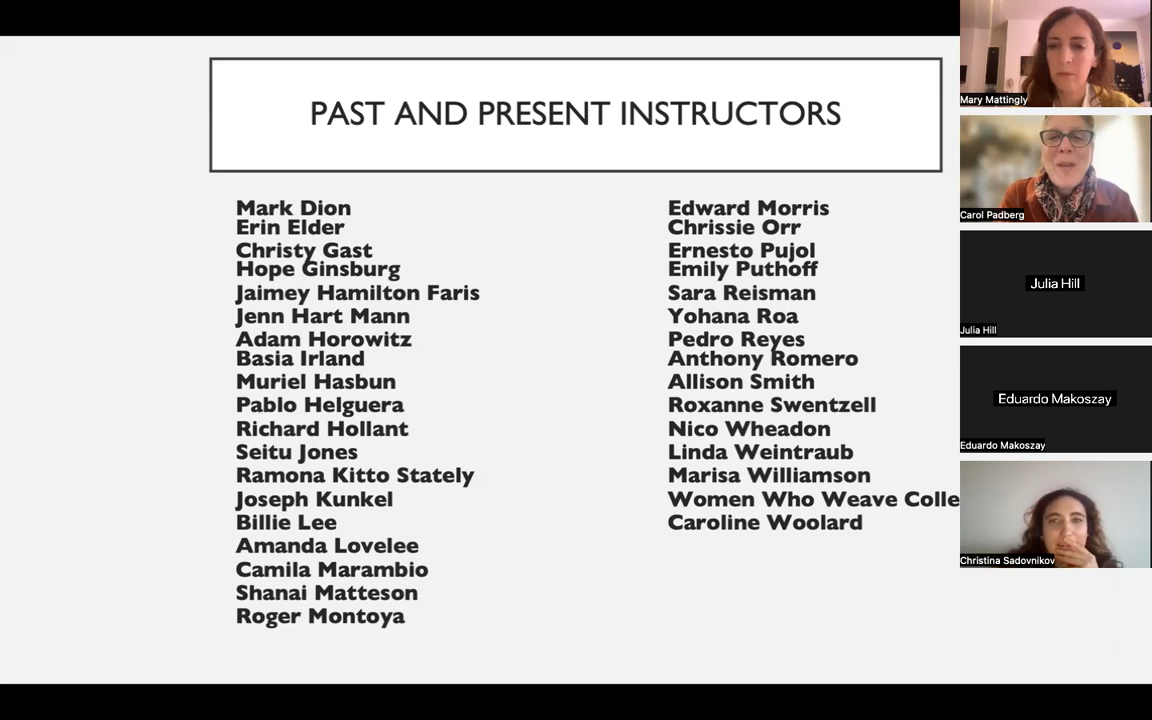 PAST AND PRESENT INSTRUCTORS
Mark Dion
Erin Elder
Christy Gast
Hope Ginsburg
Jaimey Hamilton Faris
Jenn Hart Mann
Adam Horowitz
Basia Irland
Muriel Hasbun
Pablo Helguera
Richard Hollant
Seitu Jones
Ramona Kitto Stately
Joseph Kunkel
Billie Lee
Amanda Lovelee
Camila Marambio
Shanai Matteson
Roger Montoya
Edward Morris
Chrissie Orr
Ernesto Pujol
Emily Puthoff
Sara Reisman
Yohana Roa
Pedro Reyes
Anthony Romero
Allison Smith
Roxanne Swentzell
Nico Wheadon
Linda Weintraub
Marisa Williamson
Women Who Weave Colle
Caroline Woolard
Mary Mattingly
Carol Padberg
Julia Hill
Julia Hill
Eduardo Makoszay
Eduardo Makoszay
Christina Sadovnikov